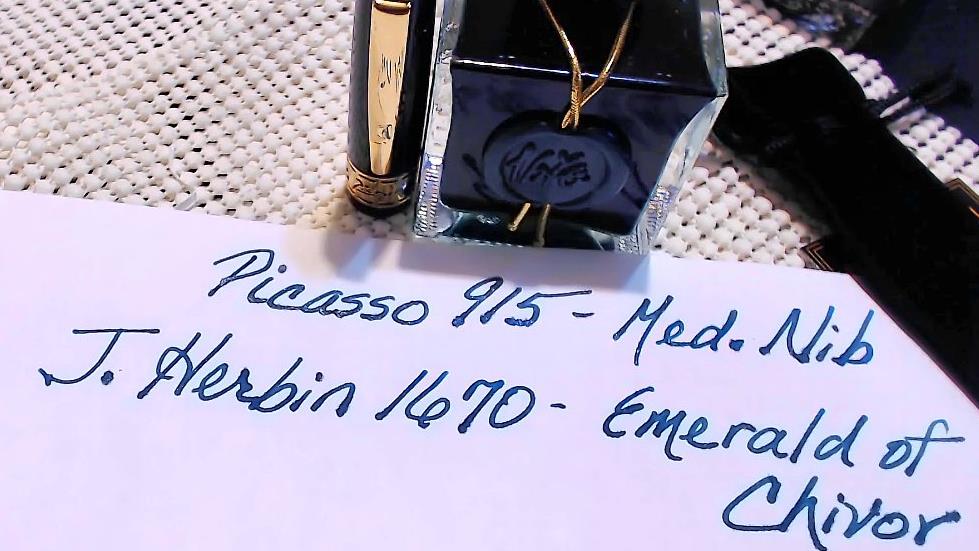 Picasso 915 - Med. Nib
J. Herbin 1670 - Emerald of
Chivor